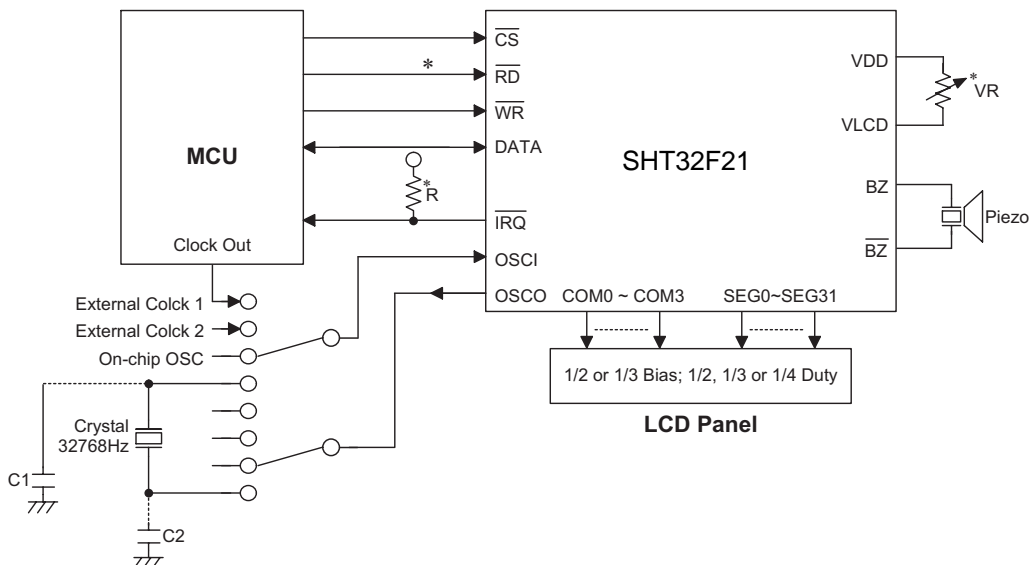 MCU
Clock Out
*
*
R
CS
RD
WR
DATA
IRQ
OSCI
OSCO
SHT32F21
COM0 ~ COM3
SEG0~SEG31
VDD
VLCD
BZ
BZ
*
VR
Piezo
External Colck 1
External Colck 2
On-chip OSC
Crystal
32768Hz
C1
C2
1/2 or 1/3 Bias; 1/2, 1/3 or 1/4 Duty
LCD Panel